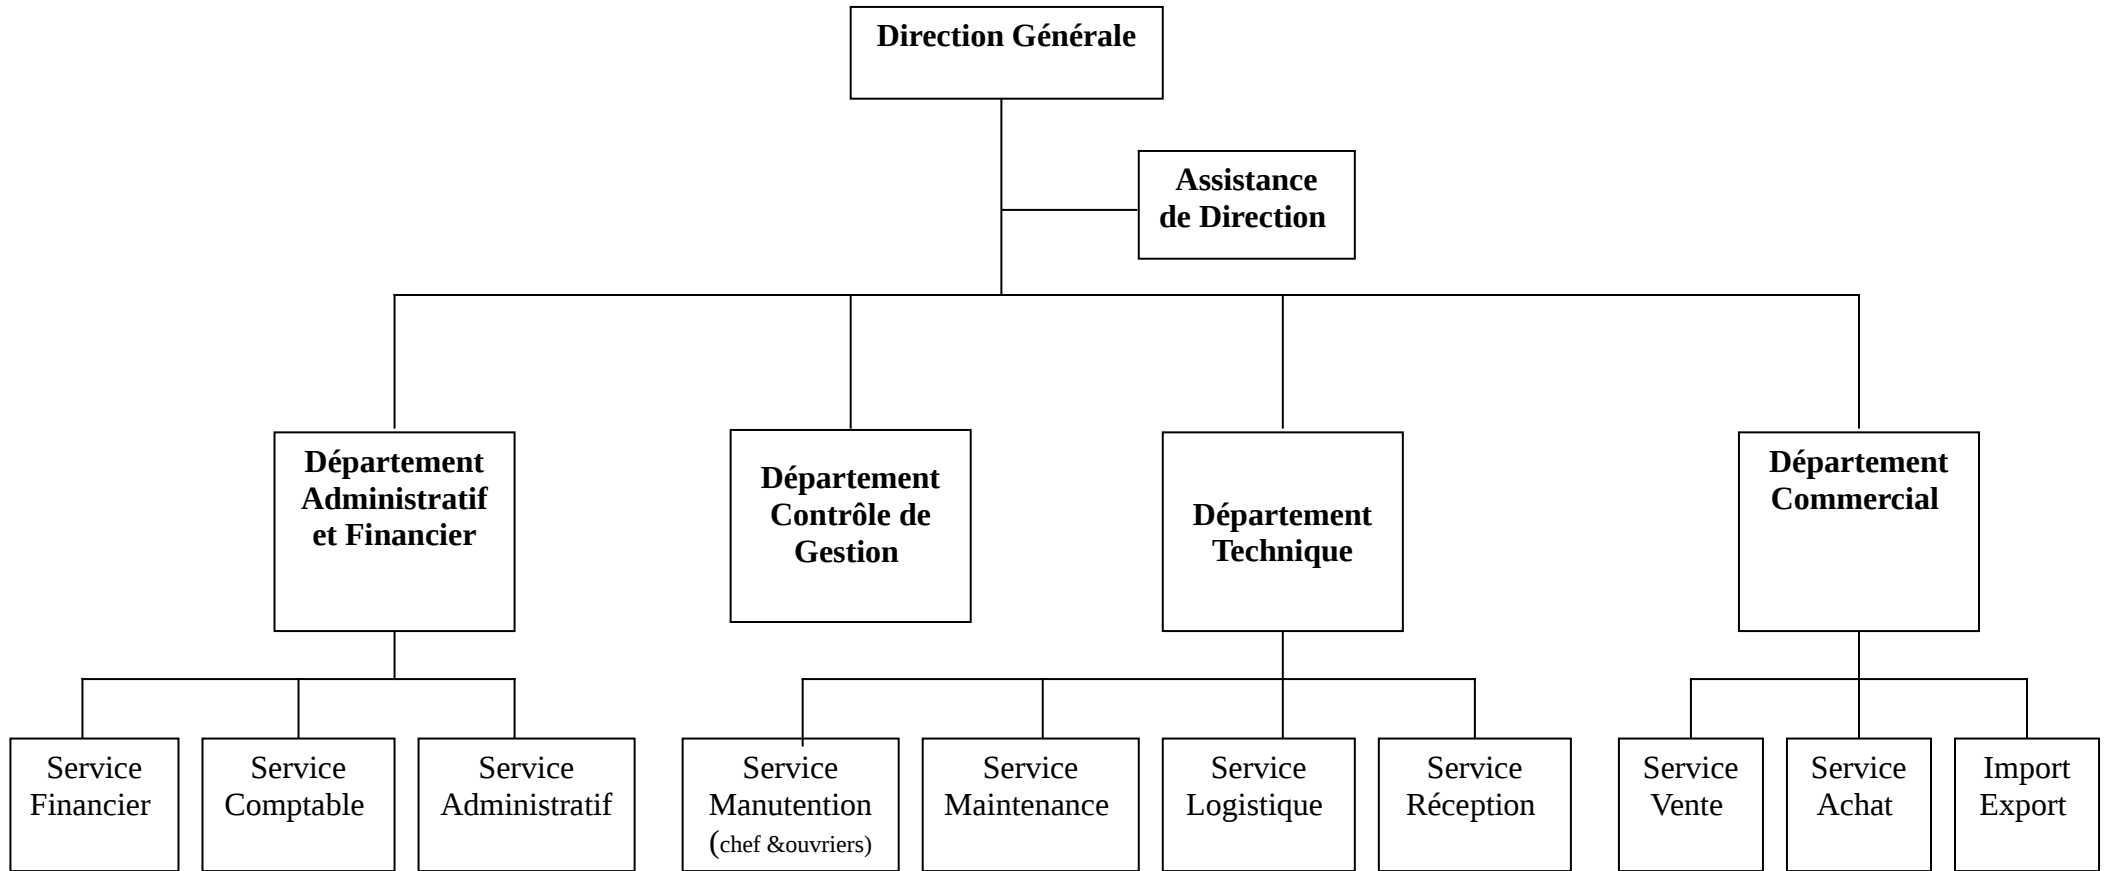 Direction Générale
Assistance
de Direction
Département
Administratif
et Financier
Département
Contrôle de
Gestion
Département
Technique
Département
Commercial
Service
Financier
Service
Comptable
Service
Administratif
Service
Manutention
(chef &ouvriers)
Service
Maintenance
Service
Logistique
Service
Réception
Service
Vente
Service
Achat
Import
Export